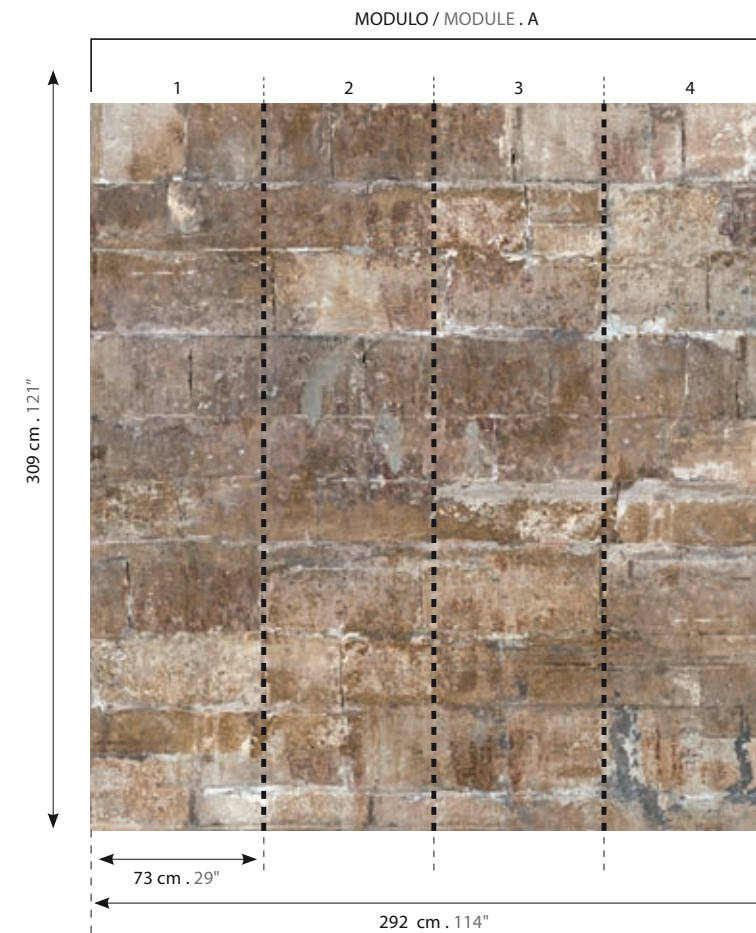 MODULO / MODULE . A
1 2 3 4
309 cm . 121"
73 cm . 29"
292 cm . 114"